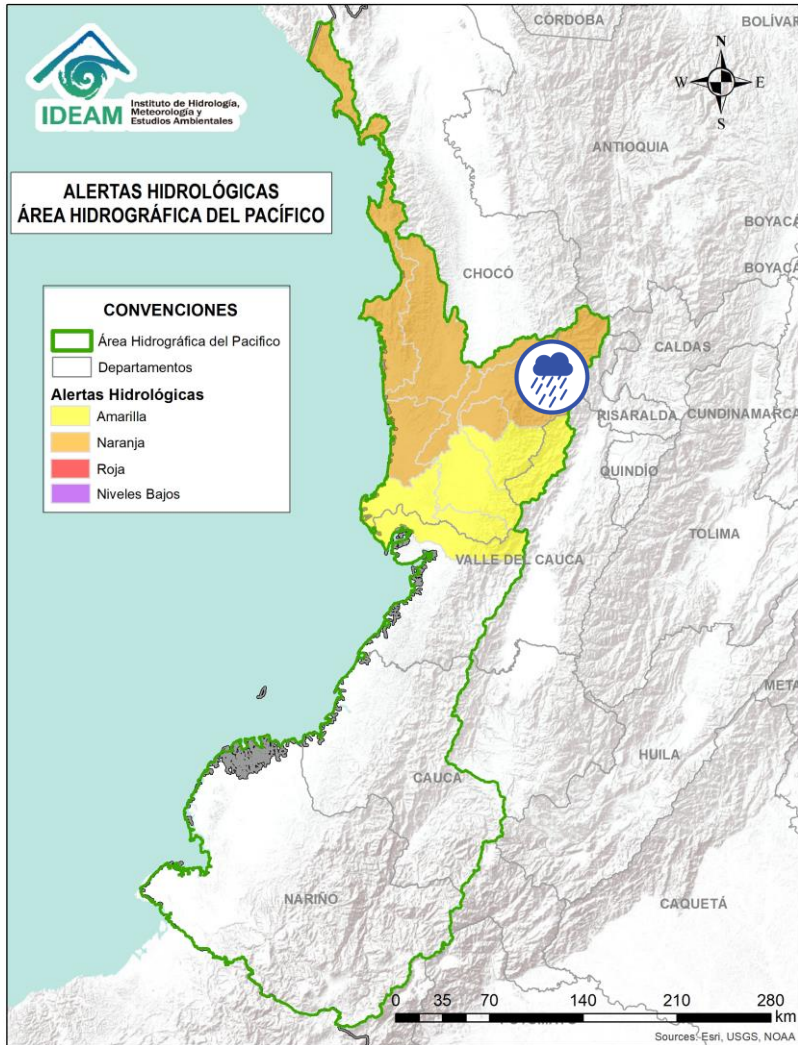 CÓRDOBA
BOLÍVAR
N
W
E
S
IDEAM
Instituto de Hidrología,
Meteorología y
Estudios Ambientales
ANTIOQUIA
ALERTAS HIDROLÓGICAS
ÁREA HIDROGRÁFICA DEL PACÍFICO
BOYACÁ
BOYACÁ
CHOCÓ
CONVENCIONES
Área Hidrográfica del Pacifico
Departamentos
Alertas Hidrológicas
Amarilla
Naranja
Roja
Niveles Bajos
CALDAS
RISARALDA
CUNDINAMARCA
QUINDÍO
TOLIMA
VALLE DEL CAUCA
META
HUILA
CAUCA
NARIÑO
CAQUETÁ
0 35 70 140 210 280
km
Sources: Esri, USGS, NOAA